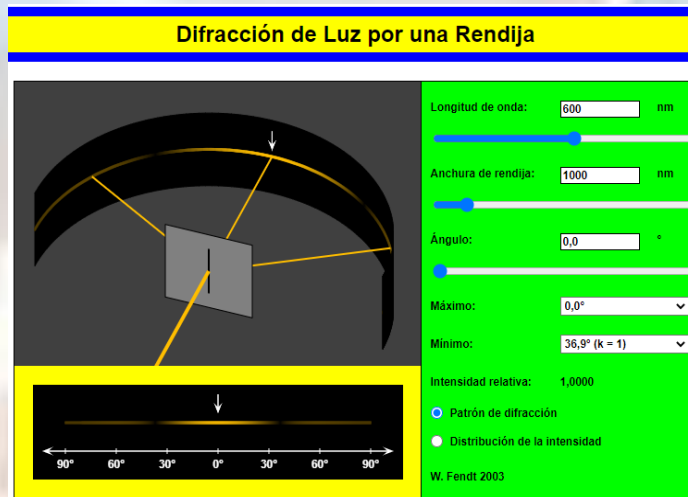 Difracción de Luz por una Rendija
Longitud de onda: 600 nm
Anchura de rendija: 1000 nm
Ángulo: 0,0 °
Máximo: 0,0°
Mínimo: 36,9° (k = 1)
Intensidad relativa: 1,0000
Patrón de difracción
Distribución de la intensidad
W. Fendt 2003
90° 60° 30° 0° 30° 60° 90°